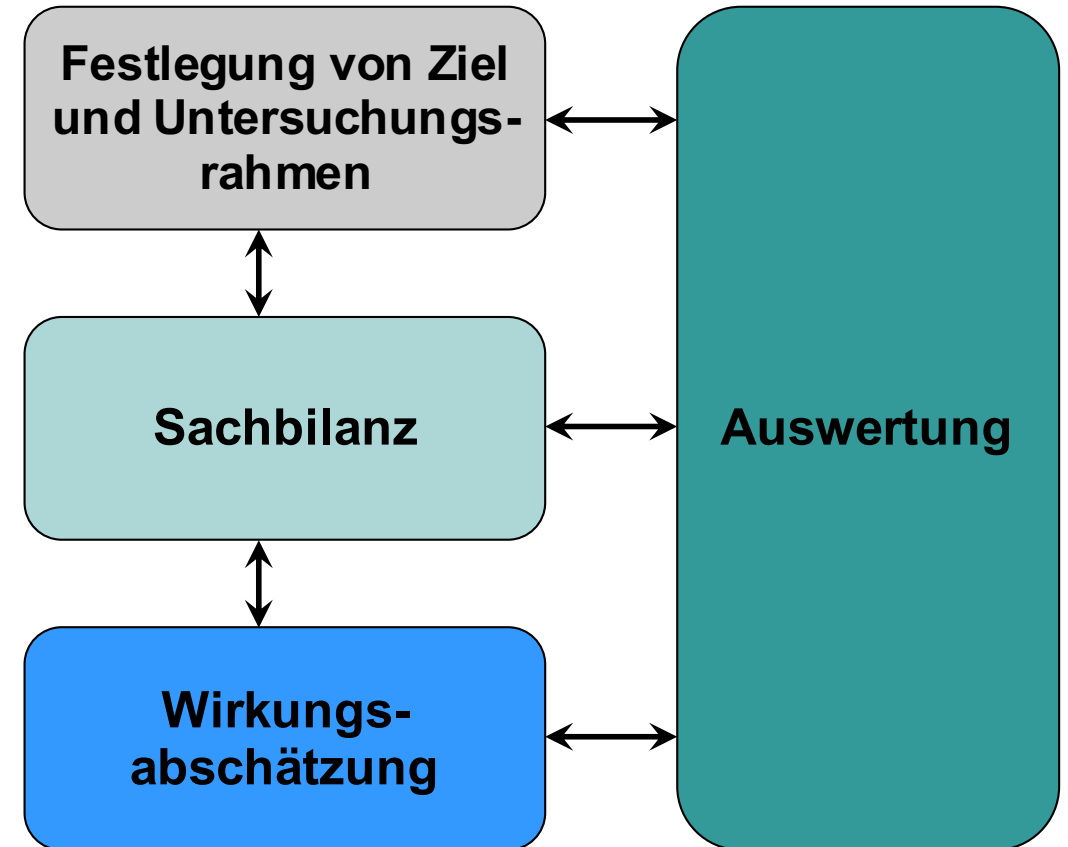 Festlegung von Ziel
und Untersuchungs-
rahmen
Sachbilanz
Auswertung
Wirkungs-
abschätzung